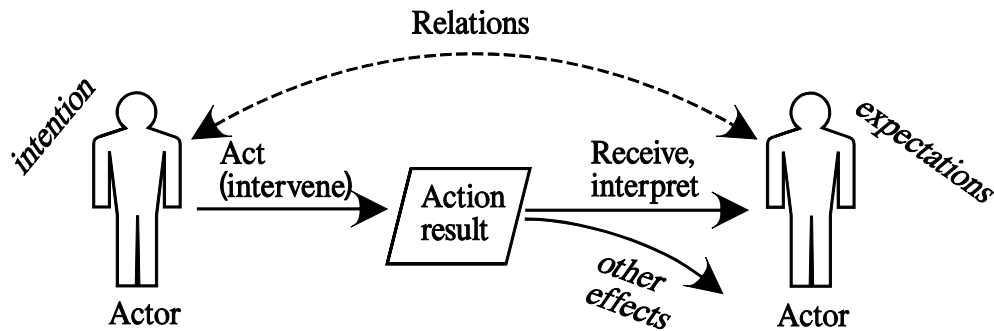 Relations
intention
expectations
Act
(intervene)
Receive,
interpret
Action
result
other
effects
Actor
Actor